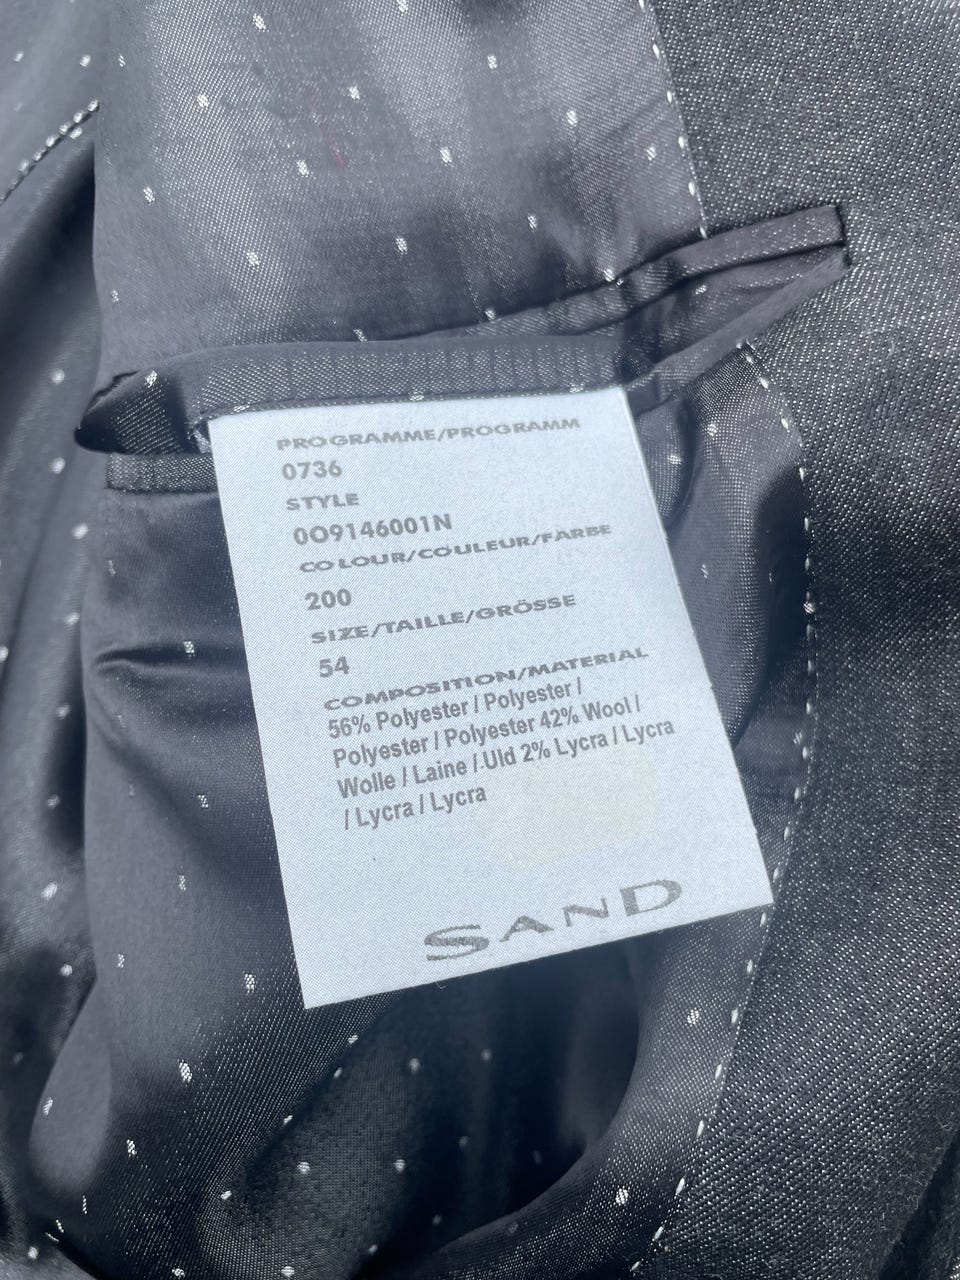 PROGRAMME/PROGRAMM
0736
STYLE
0O9146001N
COLOUR/COULEUR/FARBE
200
SIZE/TAILLE/GRÖSSE
54
COMPOSITION/MATERIAL
56% Polyester / Polyester /
Polyester / Polyester 42% Wool /
Wolle / Laine / Uld 2% Lycra / Lycra
/ Lycra / Lycra
SAND